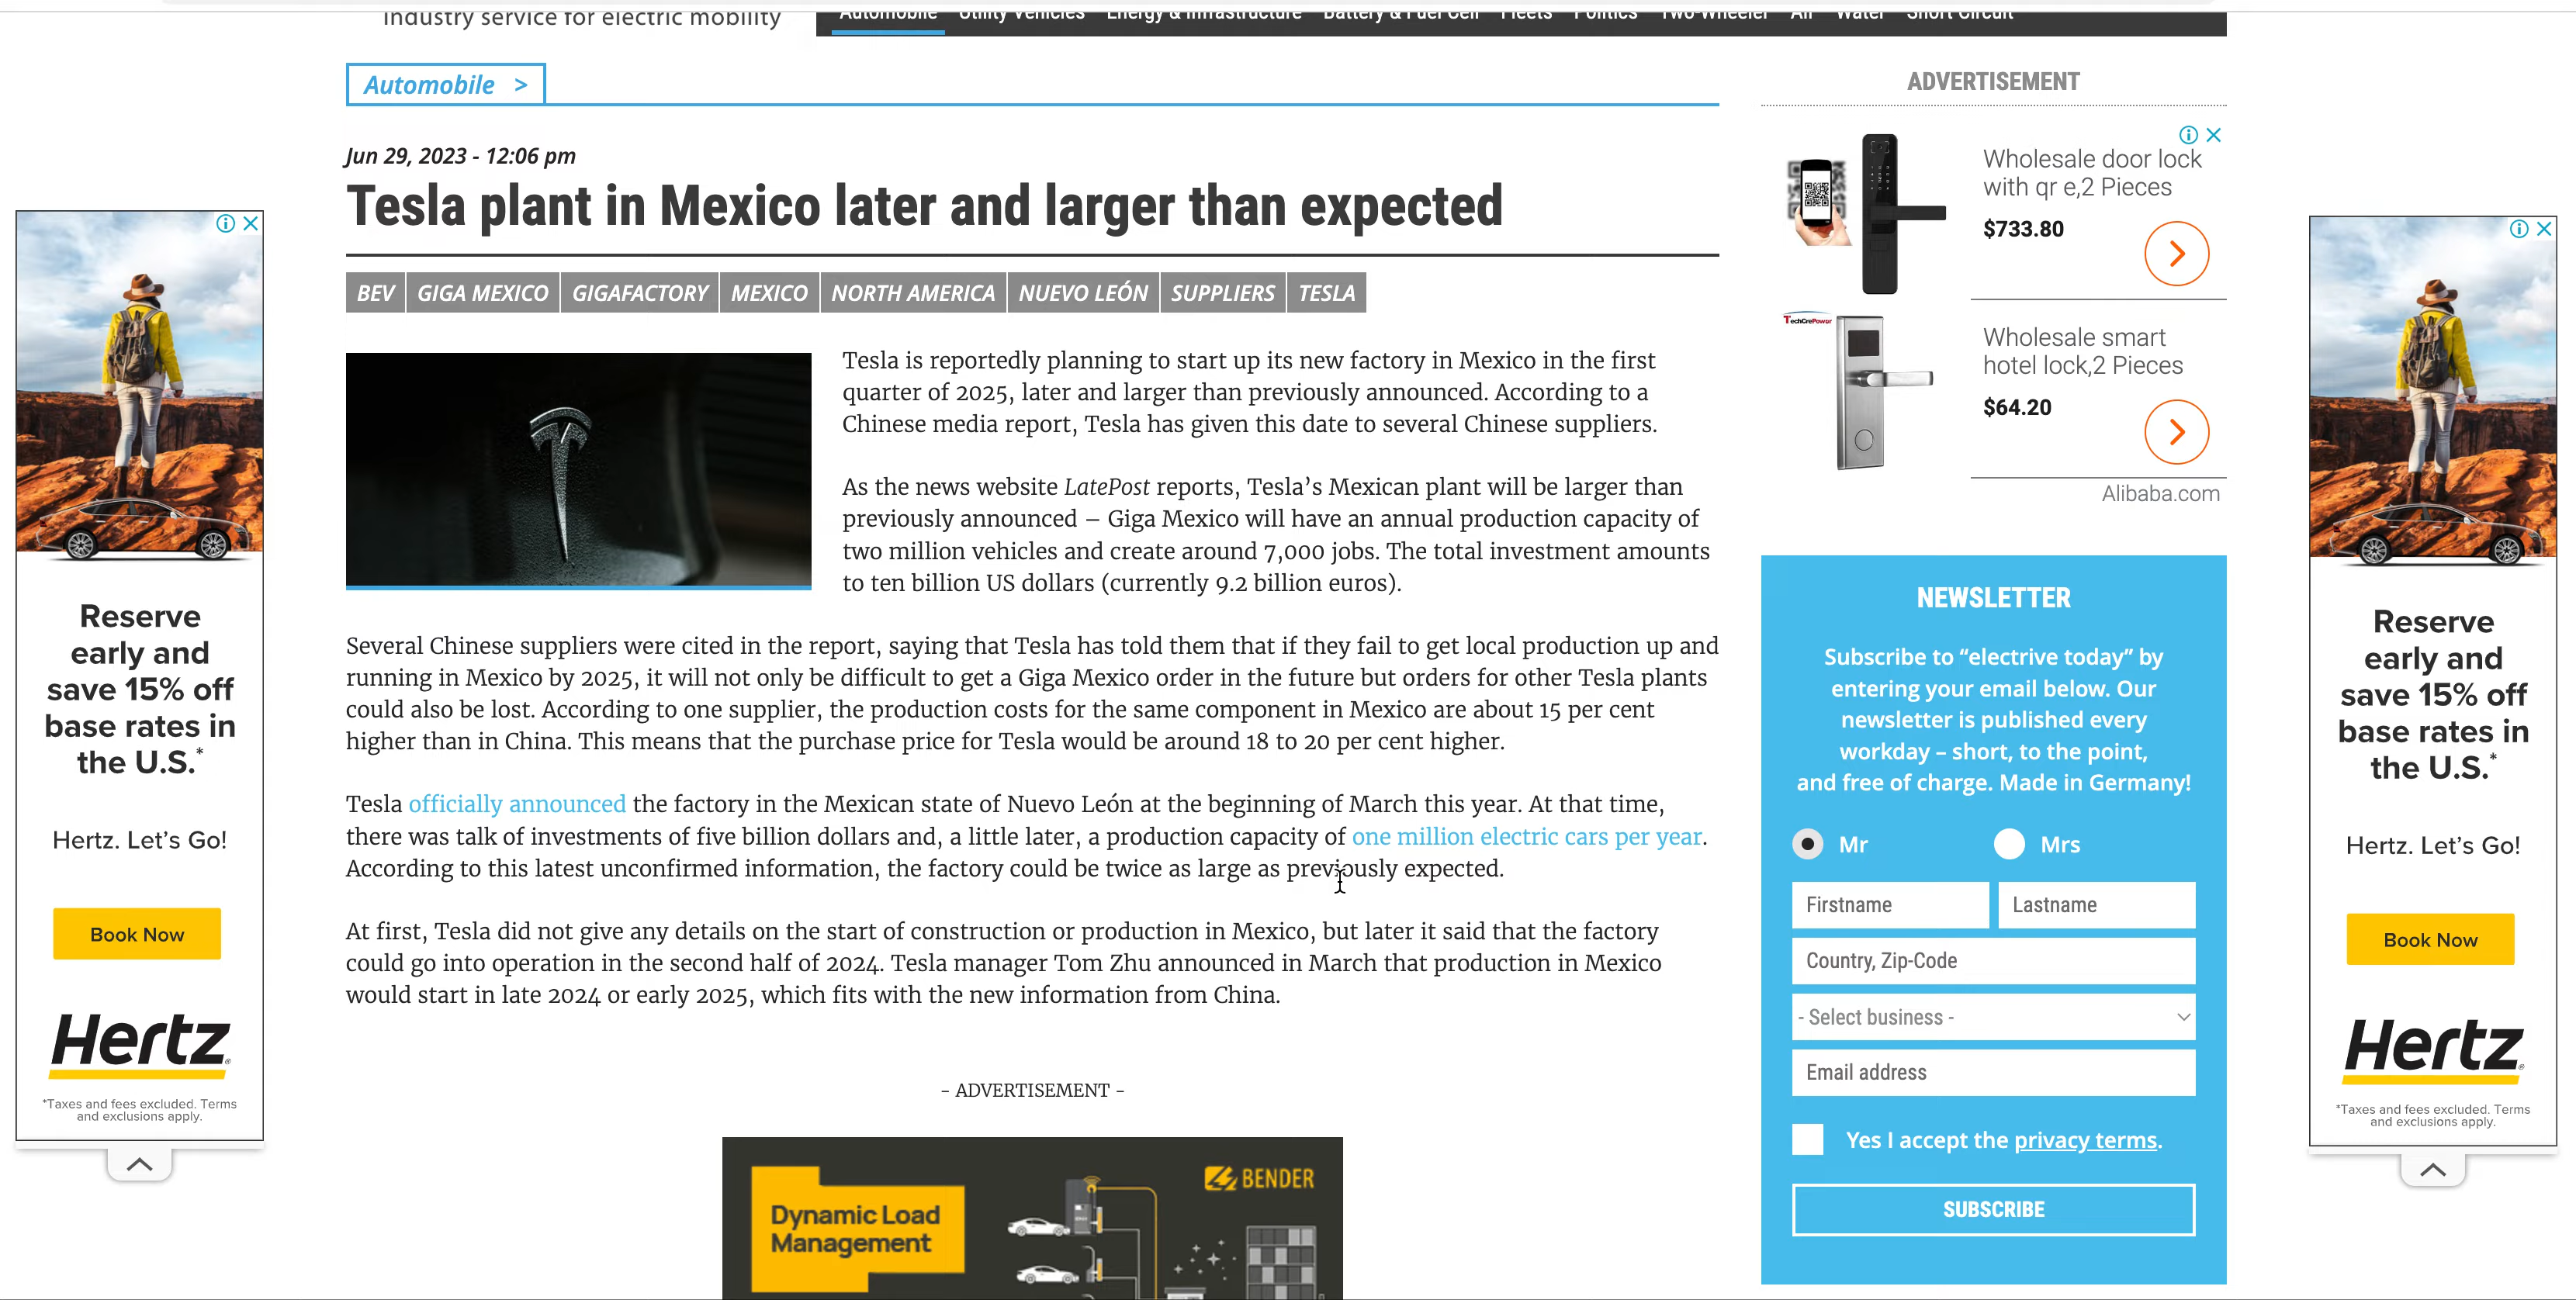 industry service for electric mobility
Automobile Utility Vehicles Energy & Infrastructure Battery & Fuel Cell Fleets Politics Two-Wheeler Air Water Short Circuit
Automobile >
Jun 29, 2023 - 12:06 pm
Tesla plant in Mexico later and larger than expected
BEV GIGA MEXICO GIGAFACTORY MEXICO NORTH AMERICA NUEVO LEÓN SUPPLIERS TESLA
Tesla is reportedly planning to start up its new factory in Mexico in the first
quarter of 2025, later and larger than previously announced. According to a
Chinese media report, Tesla has given this date to several Chinese suppliers.
As the news website LatePost reports, Tesla’s Mexican plant will be larger than
previously announced – Giga Mexico will have an annual production capacity of
two million vehicles and create around 7,000 jobs. The total investment amounts
to ten billion US dollars (currently 9.2 billion euros).
Several Chinese suppliers were cited in the report, saying that Tesla has told them that if they fail to get local production up and
running in Mexico by 2025, it will not only be difficult to get a Giga Mexico order in the future but orders for other Tesla plants
could also be lost. According to one supplier, the production costs for the same component in Mexico are about 15 per cent
higher than in China. This means that the purchase price for Tesla would be around 18 to 20 per cent higher.
Tesla officially announced the factory in the Mexican state of Nuevo León at the beginning of March this year. At that time,
there was talk of investments of five billion dollars and, a little later, a production capacity of one million electric cars per year.
According to this latest unconfirmed information, the factory could be twice as large as previously expected.
At first, Tesla did not give any details on the start of construction or production in Mexico, but later it said that the factory
could go into operation in the second half of 2024. Tesla manager Tom Zhu announced in March that production in Mexico
would start in late 2024 or early 2025, which fits with the new information from China.
- ADVERTISEMENT -
Dynamic Load
Management
BENDER
ADVERTISEMENT
Wholesale door lock
with qr e,2 Pieces
$733.80
TechCrePower
Wholesale smart
hotel lock,2 Pieces
$64.20
Alibaba.com
NEWSLETTER
Subscribe to “electrive today” by
entering your email below. Our
newsletter is published every
workday – short, to the point,
and free of charge. Made in Germany!
Mr Mrs
Firstname Lastname
Country, Zip-Code
- Select business -
Email address
Yes I accept the privacy terms.
SUBSCRIBE
Reserve
early and
save 15% off
base rates in
the U.S.*
Hertz. Let’s Go!
Book Now
Hertz
*Taxes and fees excluded. Terms
and exclusions apply.
Reserve
early and
save 15% off
base rates in
the U.S.*
Hertz. Let’s Go!
Book Now
Hertz
*Taxes and fees excluded. Terms
and exclusions apply.